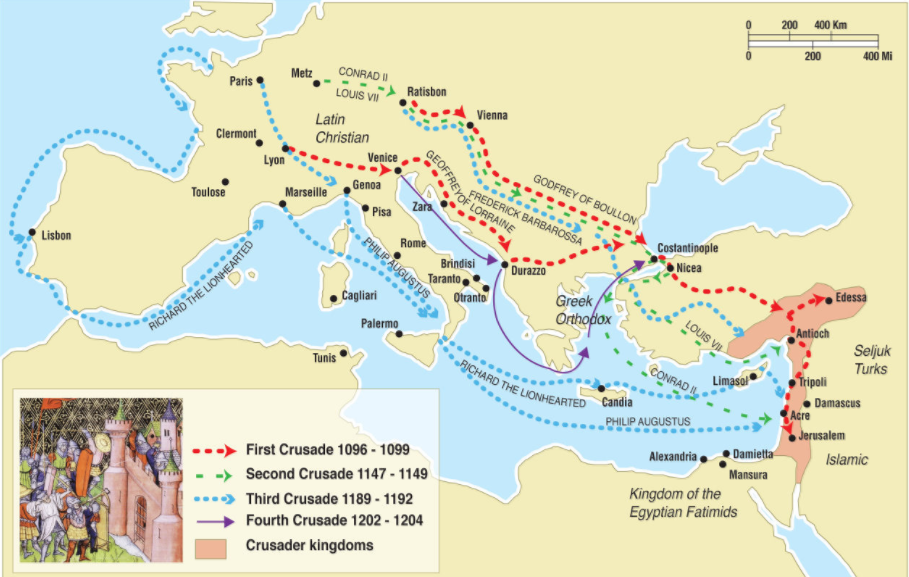 0 200 400 Km
0 200 400 Mi
Paris
Metz
CONRAD II
LOUIS VII
Ratisbon
Vienna
Latin
Christian
Clermont
Lyon
Venice
GEOFFREY OF LORRAINE
GODFREY OF BOULLON
FREDERICK BARBAROSSA
Toulose
Marseille
Genoa
Pisa
Zara
Lisbon
RICHARD THE LIONHEARTED
PHILIP AUGUSTUS
Rome
Brindisi
Taranto
Otranto
Durazzo
Costantinople
Nicea
Cagliari
Greek
Orthodox
Edessa
Palermo
Tunis
LOUIS VII
Antioch
Seljuk
Turks
RICHARD THE LIONHEARTED
Candia
CONRAD II
Limasol
Tripoli
Damascus
PHILIP AUGUSTUS
Acre
Jerusalem
Alexandria
Damietta
Mansura
Islamic
Kingdom of the
Egyptian Fatimids
First Crusade 1096 - 1099
Second Crusade 1147 - 1149
Third Crusade 1189 - 1192
Fourth Crusade 1202 - 1204
Crusader kingdoms